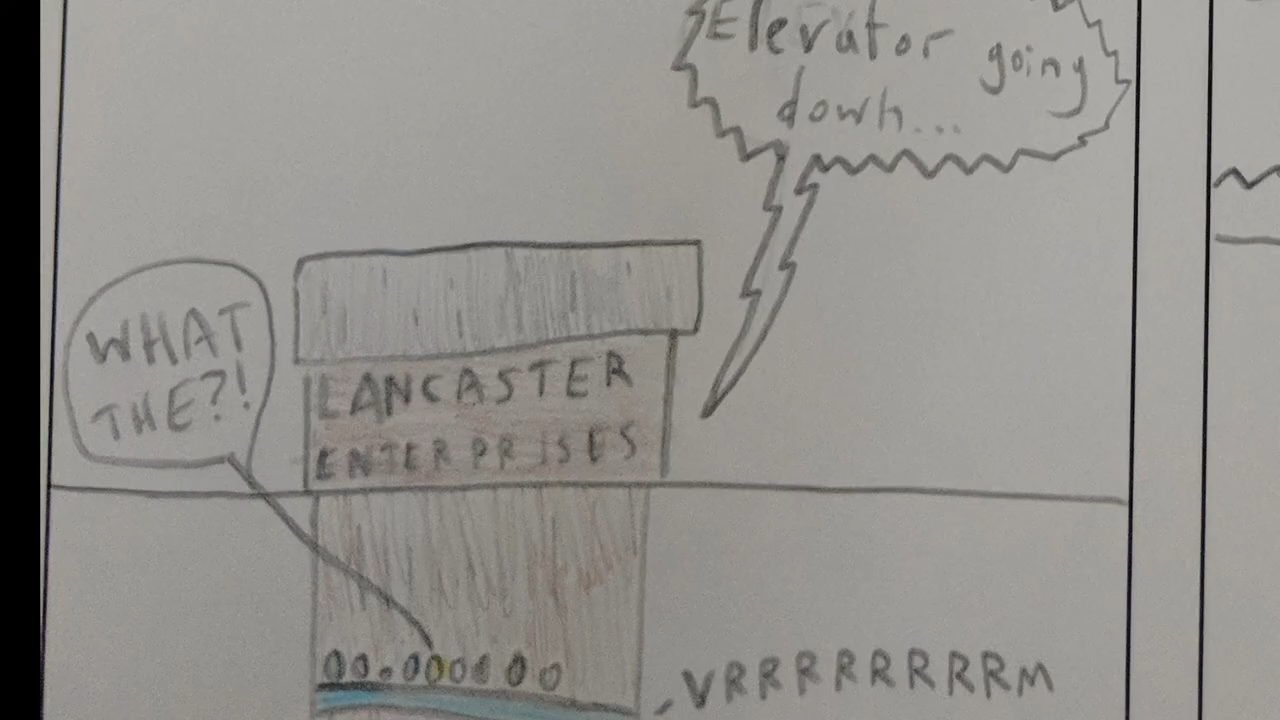 Elevator going
down...
WHAT
THE?!
LANCASTER
ENTERPRISES
VRRRRRRRRM